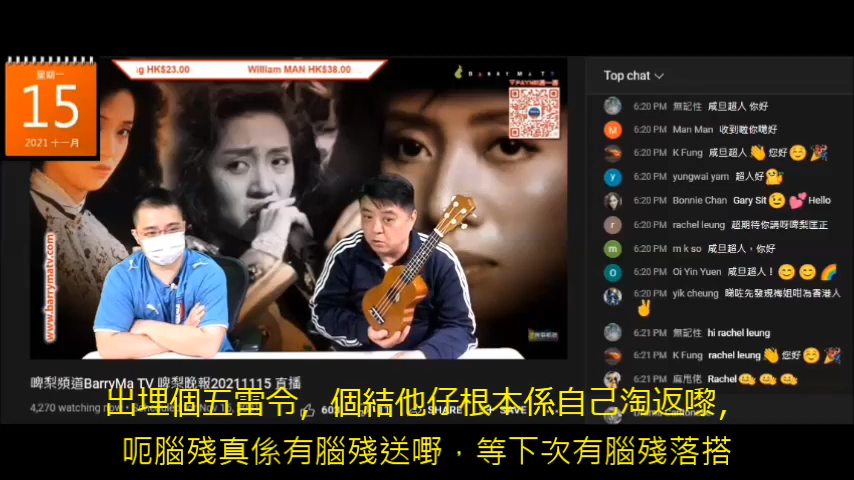 星期一
15
2021 十一月
g HK$23.00 William MAN HK$38.00
BARRYMA TV
www.barrymatv.com
Top chat
6:20 PM 無記性 咸旦超人 你好
6:20 PM Man Man 收到啦你哋好
6:20 PM K Fung 咸旦超人👋您好😊🎉
6:20 PM yungwai yam 超人好
6:20 PM Bonnie Chan Gary Sit 😉💕 Hello
6:20 PM rachel leung 超期待你講呀啤梨匡正
6:20 PM m k so 咸旦超人，你好
6:20 PM Oi Yin Yuen 咸旦超人！😊😊🌈
6:20 PM yik cheung 睇咗先發現梅姐咁為香港人
✌
6:21 PM 無記性 hi rachel leung
6:21 PM K Fung rachel leung👋您好😊🎉
6:21 PM 麻甩佬 Rachel
啤梨頻道BarryMa TV 啤梨晚報20211115 直播
4,270 watching now
SHARE
SAVE
出埋個五雷令，個結他仔根本係自己淘返嚟，
呃腦殘真係有腦殘送嘢，等下次有腦殘落搭